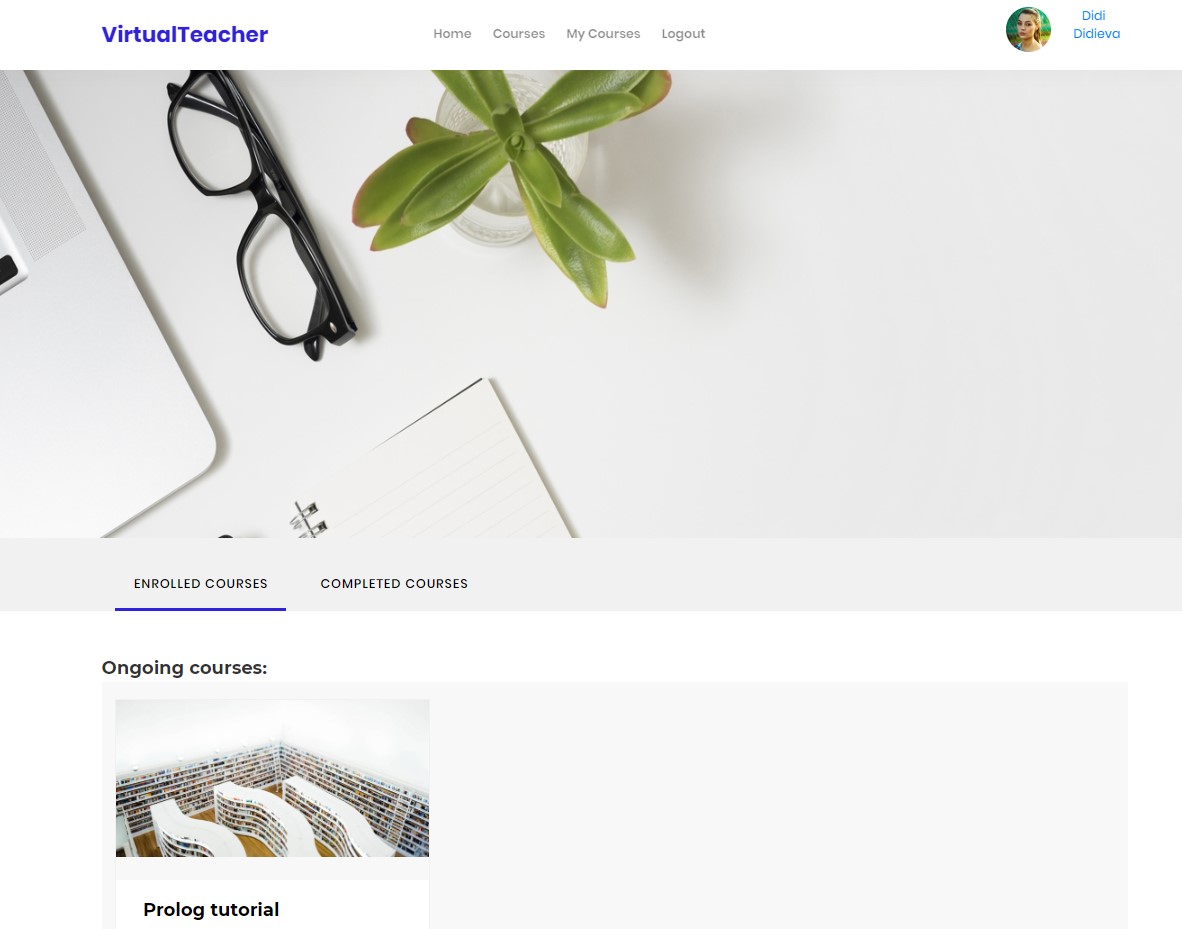 VirtualTeacher
Home Courses My Courses Logout
Didi
Didieva
ENROLLED COURSES COMPLETED COURSES
Ongoing courses:
Prolog tutorial